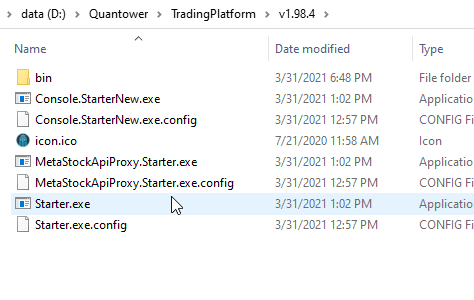 data (D:) > Quantower > TradingPlatform > v1.98.4 >
Name Date modified Type
bin 3/31/2021 6:48 PM File folder
Console.StarterNew.exe 3/31/2021 1:02 PM Applicatio
Console.StarterNew.exe.config 3/31/2021 12:57 PM CONFIG Fi
icon.ico 7/21/2020 11:58 AM Icon
MetaStockApiProxy.Starter.exe 3/31/2021 1:02 PM Applicatio
MetaStockApiProxy.Starter.exe.config 3/31/2021 12:57 PM CONFIG Fi
Starter.exe 3/31/2021 1:02 PM Applicatio
Starter.exe.config 3/31/2021 12:57 PM CONFIG Fi